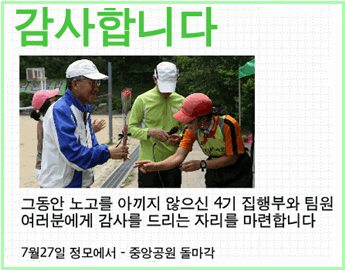 감사합니다
그동안 노고를 아끼지 않으신 4기 집행부와 팀원
여러분에게 감사를 드리는 자리를 마련합니다
7월27일 정모에서 - 중앙공원 돌마각